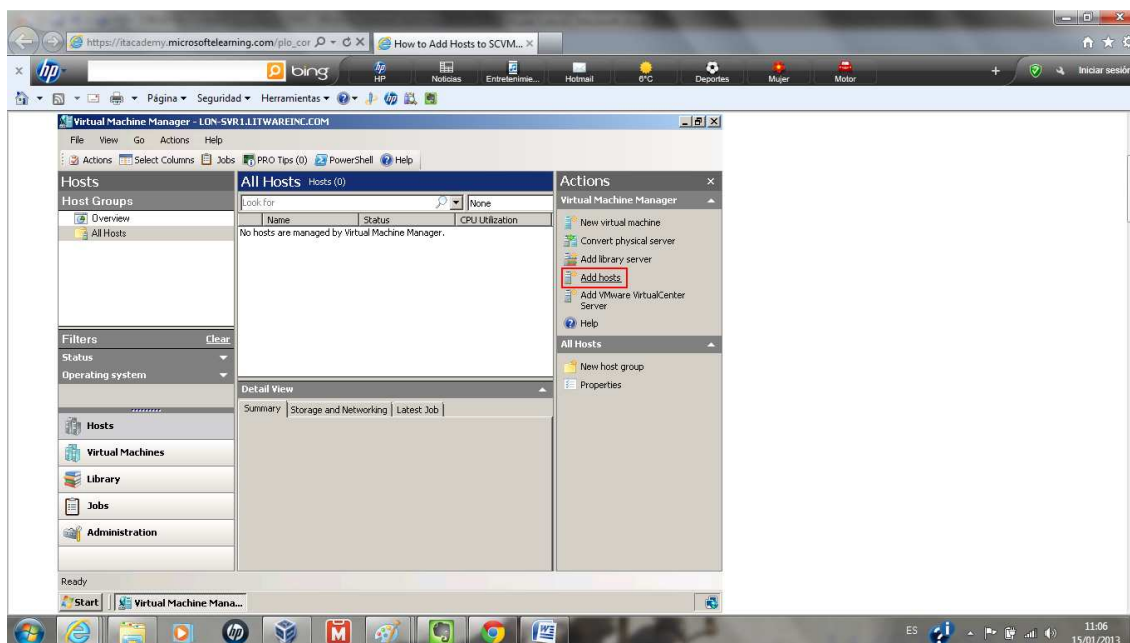 https://itacademy.microsoftelearning.com/plo_cor
How to Add Hosts to SCVM...
hp
bing
HP
Noticias
Entretenimie...
Hotmail
6°C
Deportes
Mujer
Motor
Iniciar sesión
Página
Seguridad
Herramientas
Virtual Machine Manager - LON-SVR1.LITWAREINC.COM
File View Go Actions Help
Actions Select Columns Jobs PRO Tips (0) PowerShell Help
Hosts
Host Groups
Overview
All Hosts
Filters Clear
Status
Operating system
Hosts
Virtual Machines
Library
Jobs
Administration
All Hosts Hosts (0)
Look for
None
Name Status CPU Utilization
No hosts are managed by Virtual Machine Manager.
Detail View
Summary Storage and Networking Latest Job
Actions
Virtual Machine Manager
New virtual machine
Convert physical server
Add library server
Add hosts
Add VMware VirtualCenter
Server
Help
All Hosts
New host group
Properties
Ready
Start Virtual Machine Mana...
ES
11:06
15/01/2013